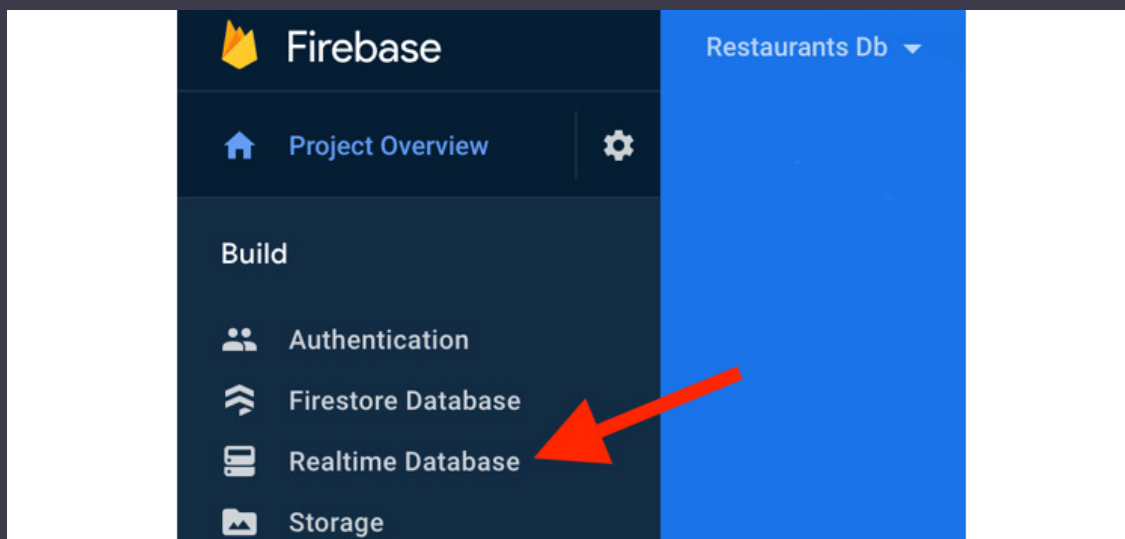 Firebase
Restaurants Db
Project Overview
Build
Authentication
Firestore Database
Realtime Database
Storage